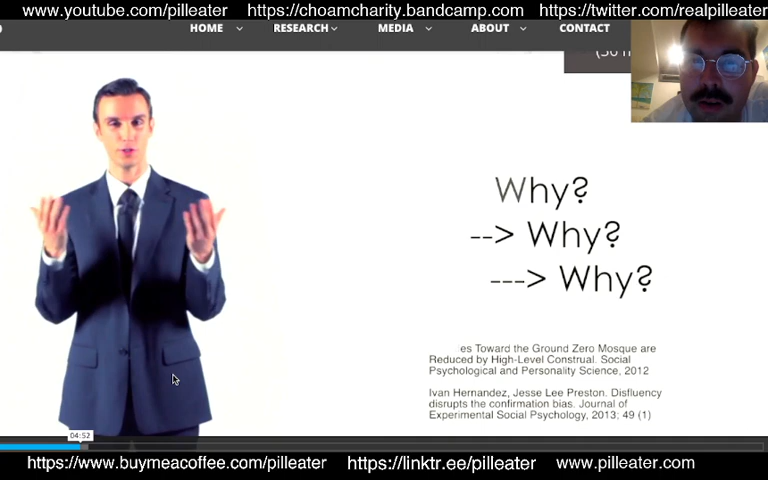 www.youtube.com/pilleater https://choamcharity.bandcamp.com https://twitter.com/realpilleater
HOME RESEARCH MEDIA ABOUT CONTACT
Why?
--> Why?
---> Why?
es Toward the Ground Zero Mosque are
Reduced by High-Level Construal. Social
Psychological and Personality Science, 2012
Ivan Hernandez, Jesse Lee Preston. Disfluency
disrupts the confirmation bias. Journal of
Experimental Social Psychology, 2013; 49 (1)
04:52
https://www.buymeacoffee.com/pilleater https://linktr.ee/pilleater www.pilleater.com